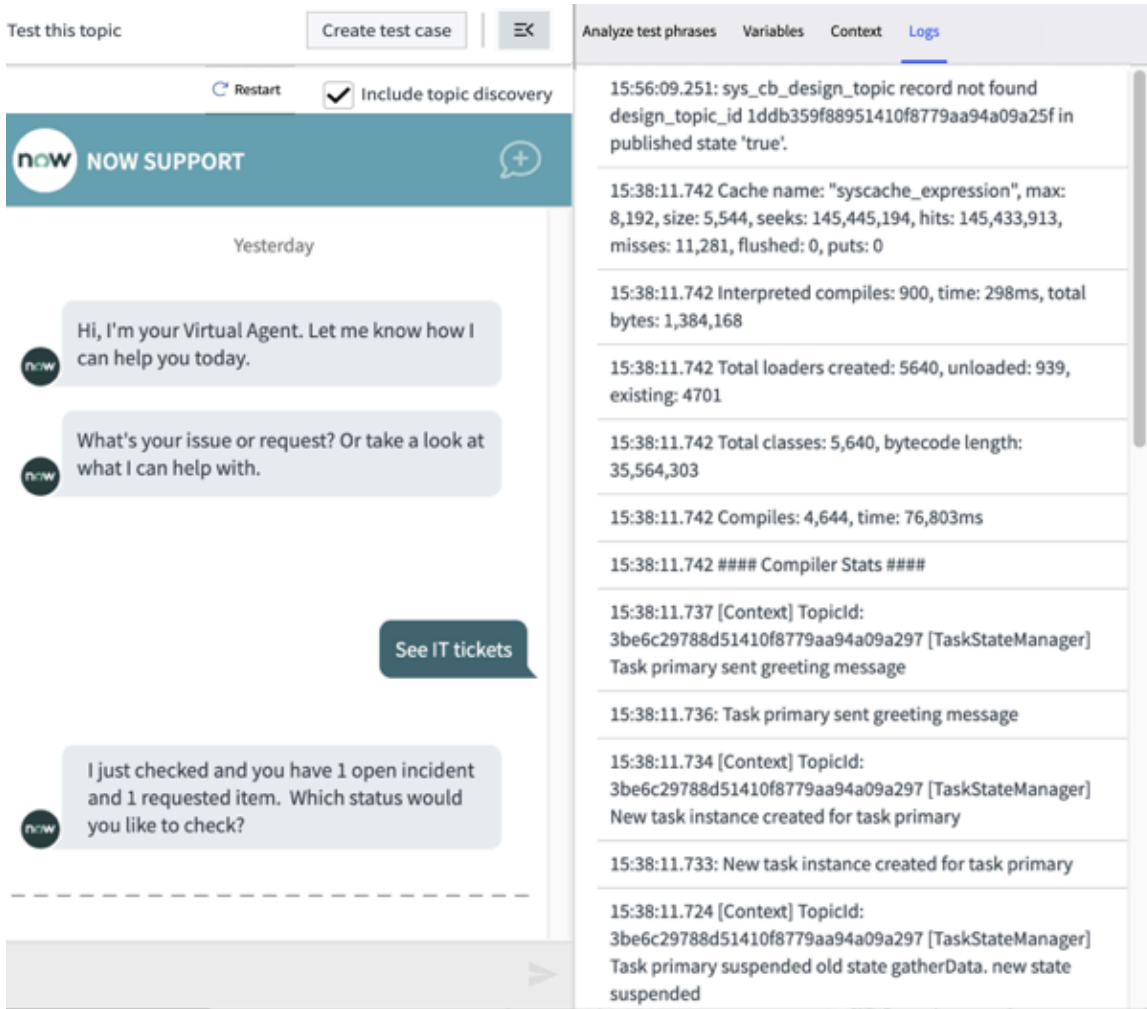 Test this topic
Create test case
Restart
Include topic discovery
now NOW SUPPORT
Yesterday
Hi, I'm your Virtual Agent. Let me know how I
can help you today.
now
What's your issue or request? Or take a look at
what I can help with.
now
See IT tickets
I just checked and you have 1 open incident
and 1 requested item. Which status would
you like to check?
now
Analyze test phrases Variables Context Logs
15:56:09.251: sys_cb_design_topic record not found
design_topic_id 1ddb359f88951410f8779aa94a09a25f in
published state 'true'.
15:38:11.742 Cache name: "syscache_expression", max:
8,192, size: 5,544, seeks: 145,445,194, hits: 145,433,913,
misses: 11,281, flushed: 0, puts: 0
15:38:11.742 Interpreted compiles: 900, time: 298ms, total
bytes: 1,384,168
15:38:11.742 Total loaders created: 5640, unloaded: 939,
existing: 4701
15:38:11.742 Total classes: 5,640, bytecode length:
35,564,303
15:38:11.742 Compiles: 4,644, time: 76,803ms
15:38:11.742 #### Compiler Stats ####
15:38:11.737 [Context] TopicId:
3be6c29788d51410f8779aa94a09a297 [TaskStateManager]
Task primary sent greeting message
15:38:11.736: Task primary sent greeting message
15:38:11.734 [Context] TopicId:
3be6c29788d51410f8779aa94a09a297 [TaskStateManager]
New task instance created for task primary
15:38:11.733: New task instance created for task primary
15:38:11.724 [Context] TopicId:
3be6c29788d51410f8779aa94a09a297 [TaskStateManager]
Task primary suspended old state gatherData. new state
suspended